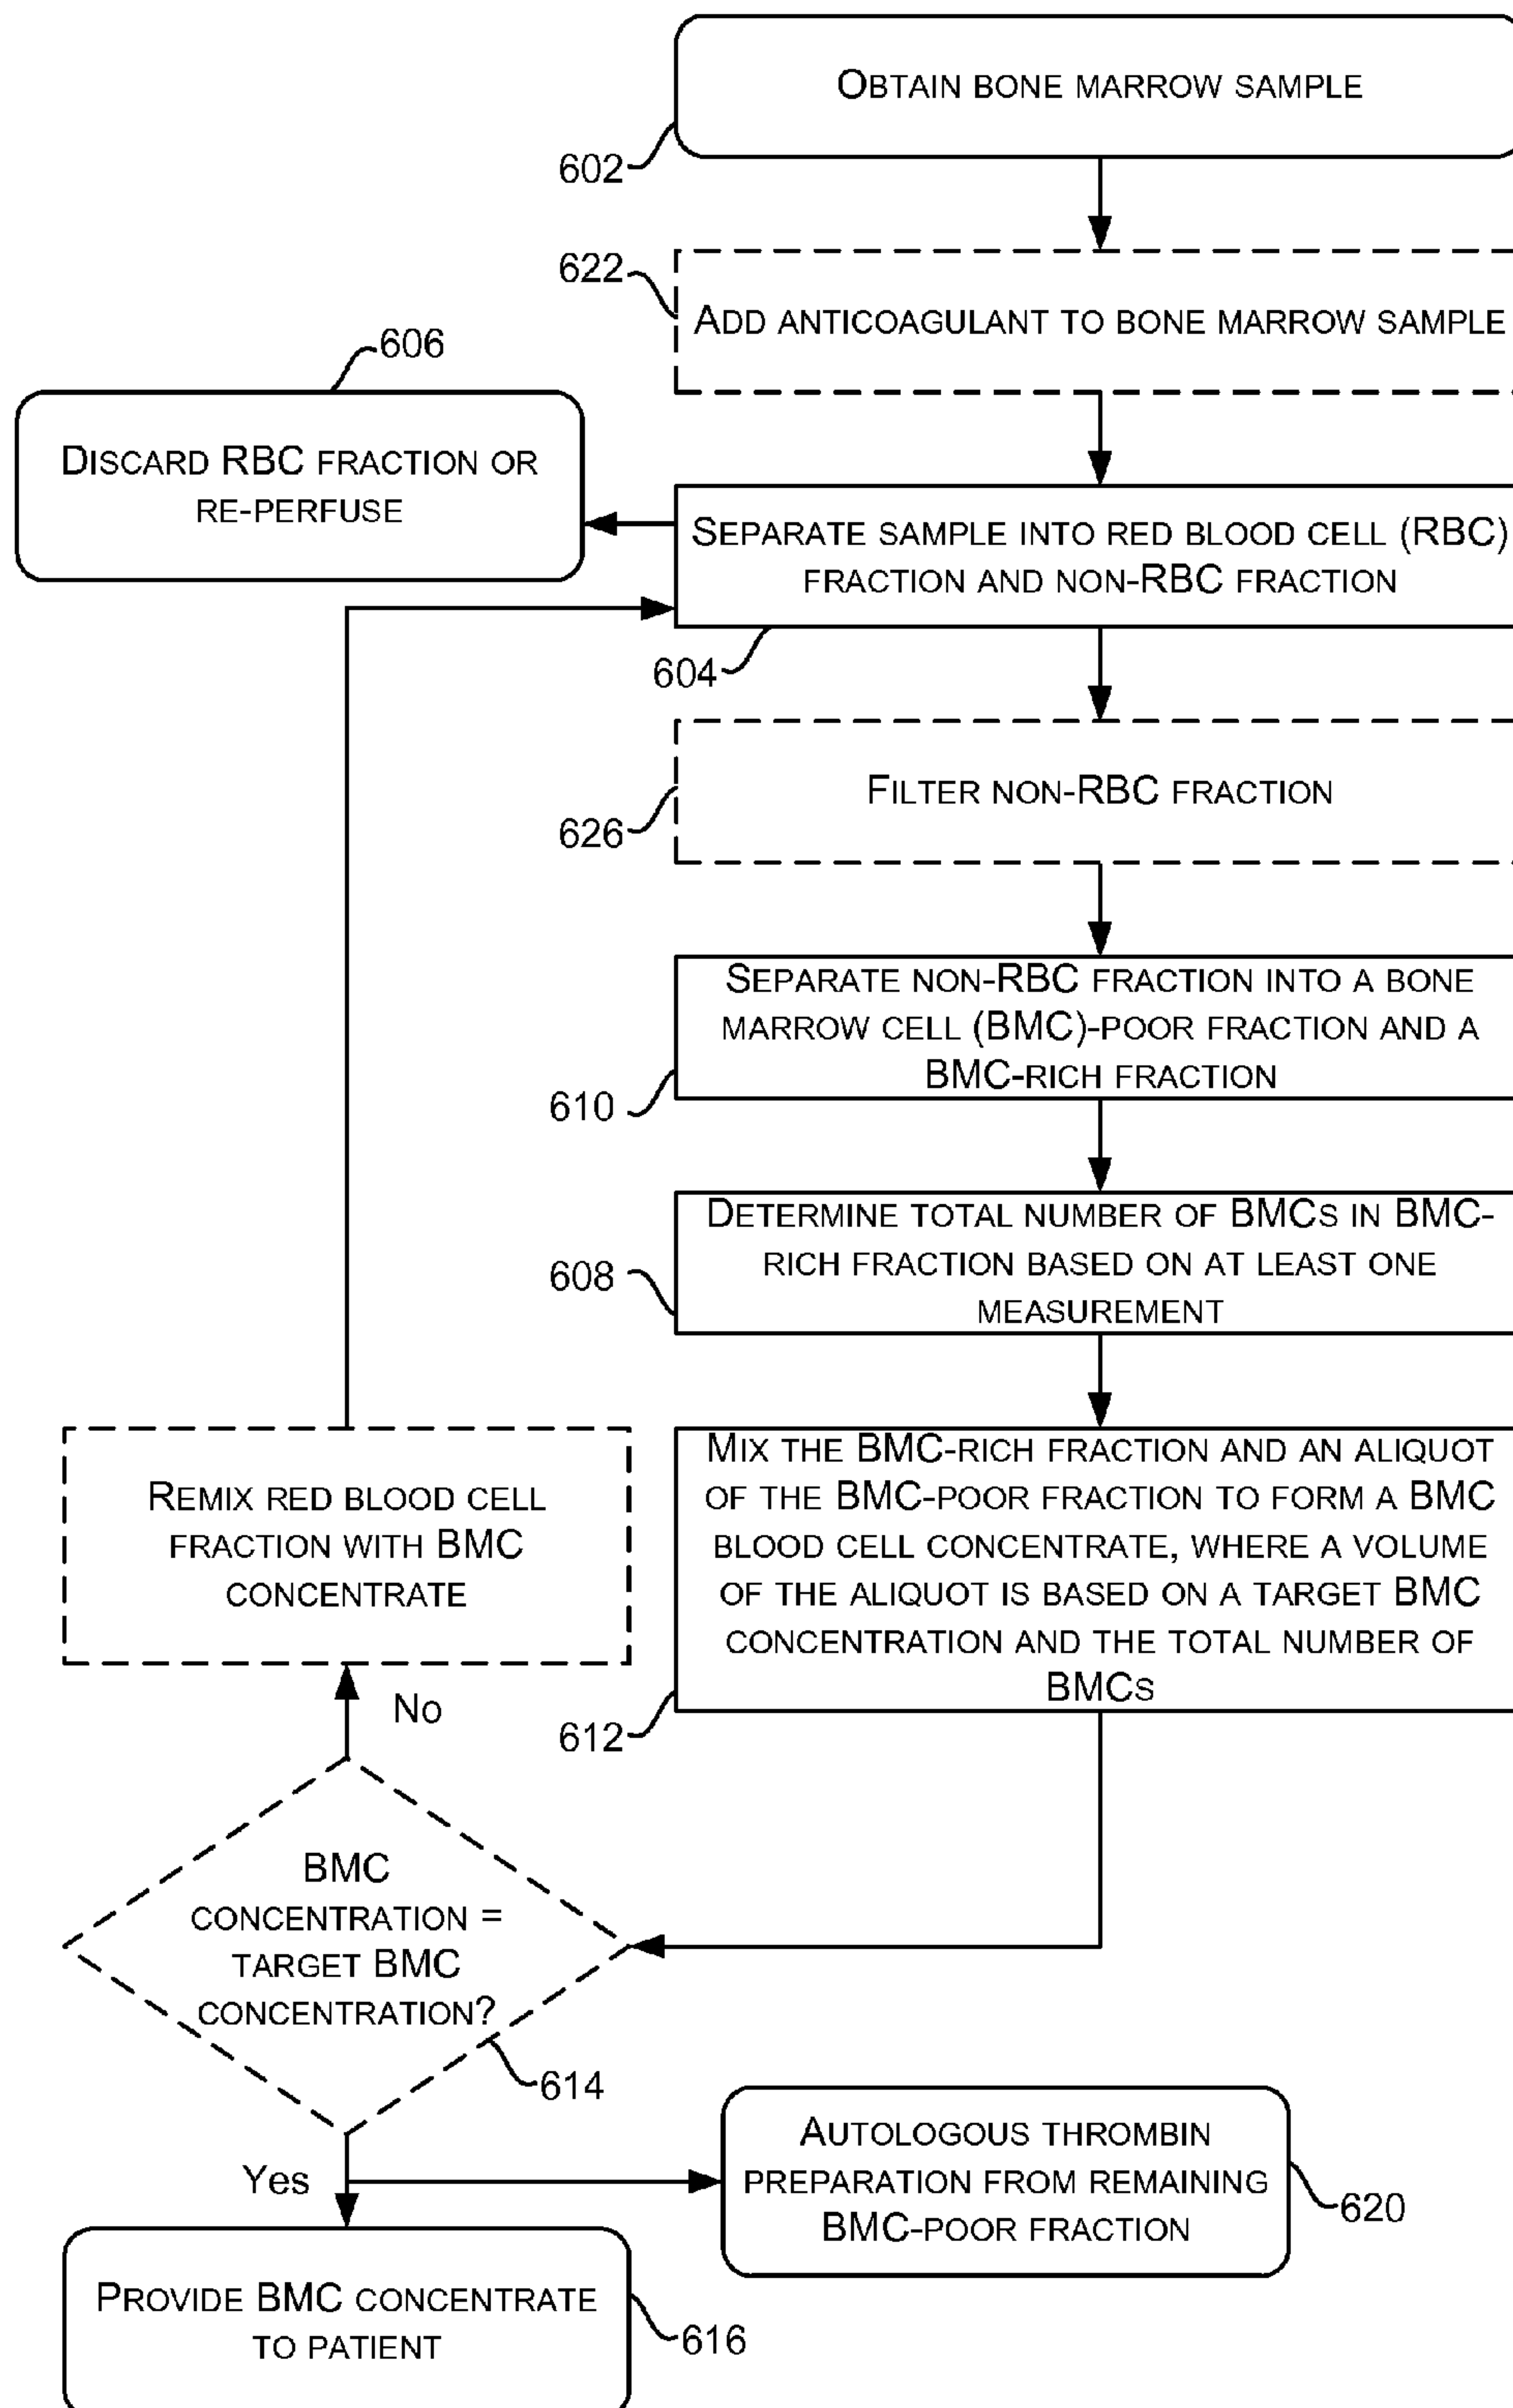 OBTAIN BONE MARROW SAMPLE
602
622
ADD ANTICOAGULANT TO BONE MARROW SAMPLE
606
DISCARD RBC FRACTION OR
RE-PERFUSE
SEPARATE SAMPLE INTO RED BLOOD CELL (RBC)
FRACTION AND NON-RBC FRACTION
604
FILTER NON-RBC FRACTION
626
SEPARATE NON-RBC FRACTION INTO A BONE
MARROW CELL (BMC)-POOR FRACTION AND A
BMC-RICH FRACTION
610
DETERMINE TOTAL NUMBER OF BMCS IN BMC-
RICH FRACTION BASED ON AT LEAST ONE
MEASUREMENT
608
MIX THE BMC-RICH FRACTION AND AN ALIQUOT
OF THE BMC-POOR FRACTION TO FORM A BMC
BLOOD CELL CONCENTRATE, WHERE A VOLUME
OF THE ALIQUOT IS BASED ON A TARGET BMC
CONCENTRATION AND THE TOTAL NUMBER OF
BMCS
612
REMIX RED BLOOD CELL
FRACTION WITH BMC
CONCENTRATE
No
BMC
CONCENTRATION =
TARGET BMC
CONCENTRATION?
614
Yes
AUTOLOGOUS THROMBIN
PREPARATION FROM REMAINING
BMC-POOR FRACTION
620
PROVIDE BMC CONCENTRATE
TO PATIENT
616